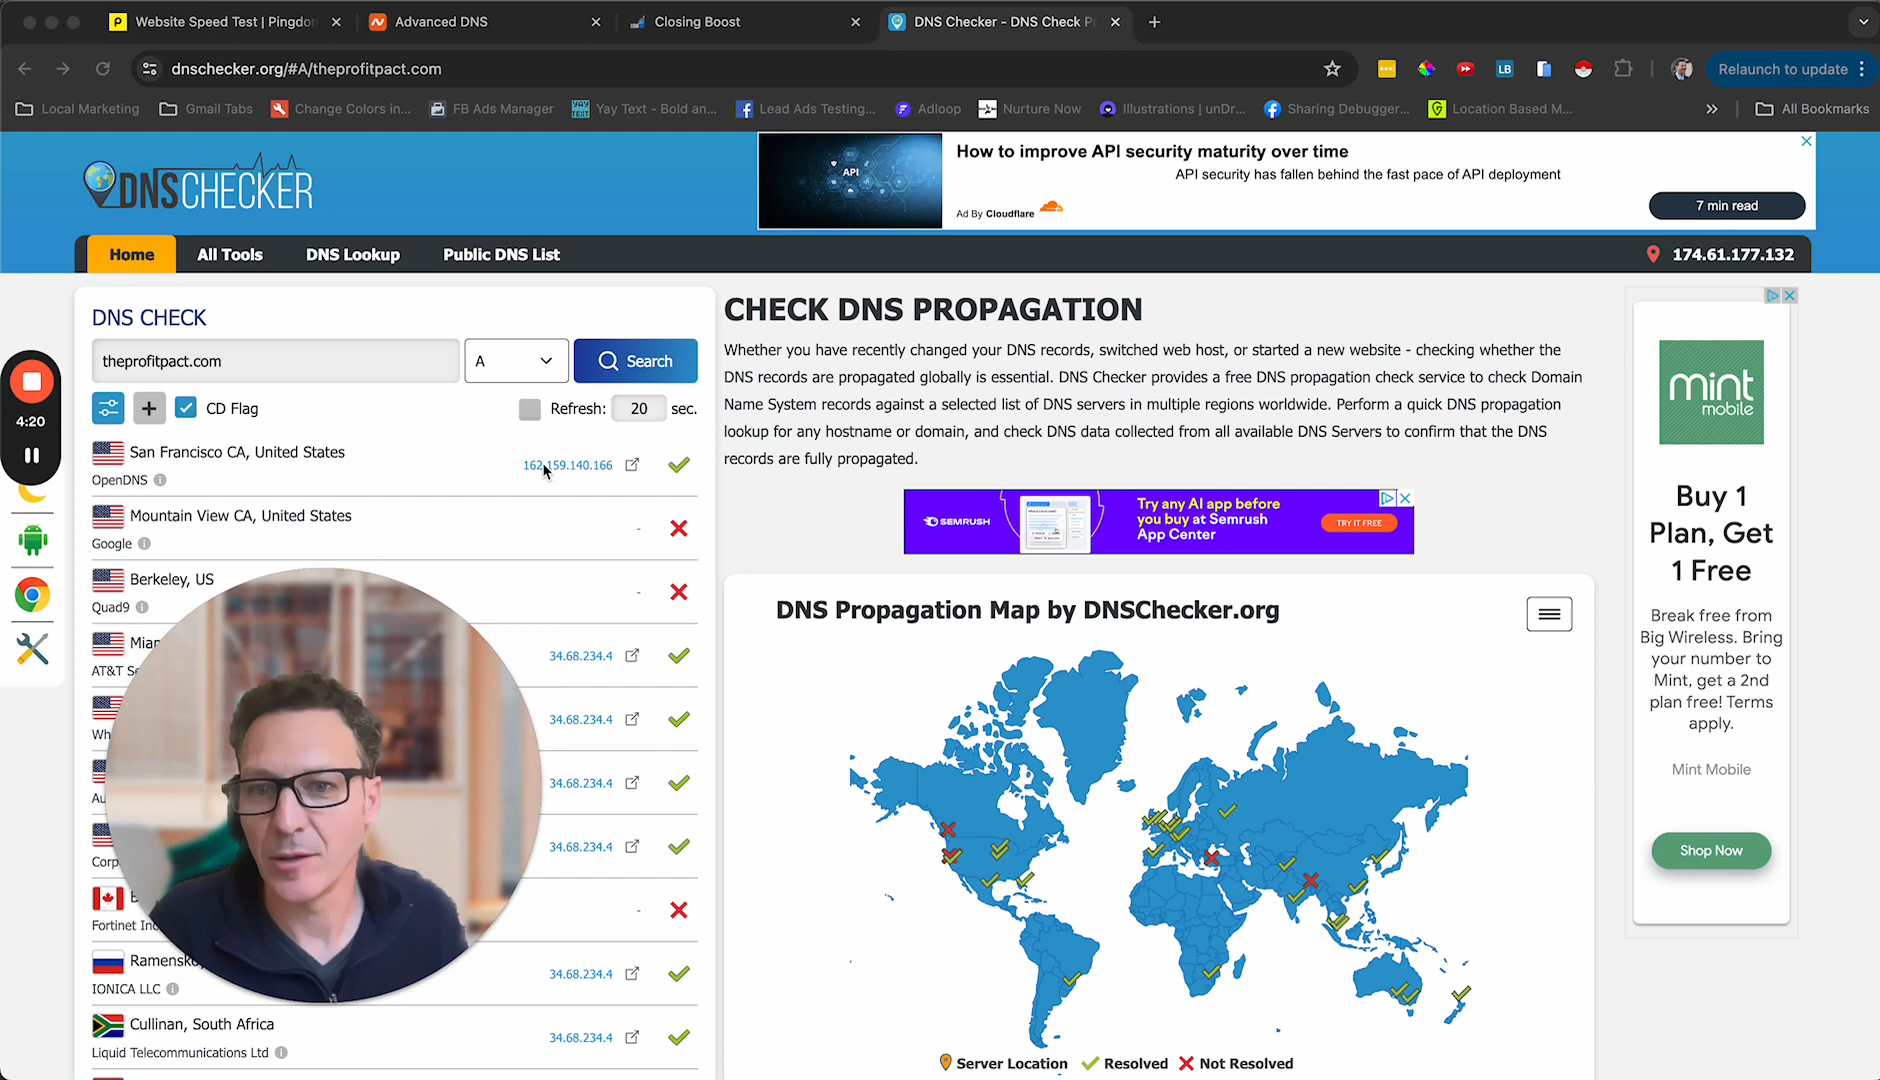 Website Speed Test | Pingdom
Advanced DNS
Closing Boost
DNS Checker - DNS Check Pr
dnschecker.org/#A/theprofitpact.com
LB
Relaunch to update
Local Marketing
Gmail Tabs
Change Colors in...
FB Ads Manager
YAY
TEXT
Yay Text - Bold an...
Lead Ads Testing...
Adloop
Nurture Now
Illustrations | unDr...
Sharing Debugger...
Location Based M...
All Bookmarks
DNSCHECKER
API
How to improve API security maturity over time
API security has fallen behind the fast pace of API deployment
Ad By Cloudflare
7 min read
Home
All Tools
DNS Lookup
Public DNS List
174.61.177.132
4:20
DNS CHECK
theprofitpact.com
A
Search
CD Flag
Refresh: 20 sec.
San Francisco CA, United States
OpenDNS
162.159.140.166
Mountain View CA, United States
Google
-
Berkeley, US
Quad9
-
Miam
AT&T Se
34.68.234.4
Wh
34.68.234.4
Au
34.68.234.4
Corp
34.68.234.4
Fortinet Inc
-
Ramensko
IONICA LLC
34.68.234.4
Cullinan, South Africa
Liquid Telecommunications Ltd
34.68.234.4
CHECK DNS PROPAGATION
Whether you have recently changed your DNS records, switched web host, or started a new website - checking whether the
DNS records are propagated globally is essential. DNS Checker provides a free DNS propagation check service to check Domain
Name System records against a selected list of DNS servers in multiple regions worldwide. Perform a quick DNS propagation
lookup for any hostname or domain, and check DNS data collected from all available DNS Servers to confirm that the DNS
records are fully propagated.
SEMRUSH
Try any AI app before
you buy at Semrush
App Center
TRY IT FREE
DNS Propagation Map by DNSChecker.org
Server Location
Resolved
Not Resolved
mint
mobile
Buy 1
Plan, Get
1 Free
Break free from
Big Wireless. Bring
your number to
Mint, get a 2nd
plan free! Terms
apply.
Mint Mobile
Shop Now